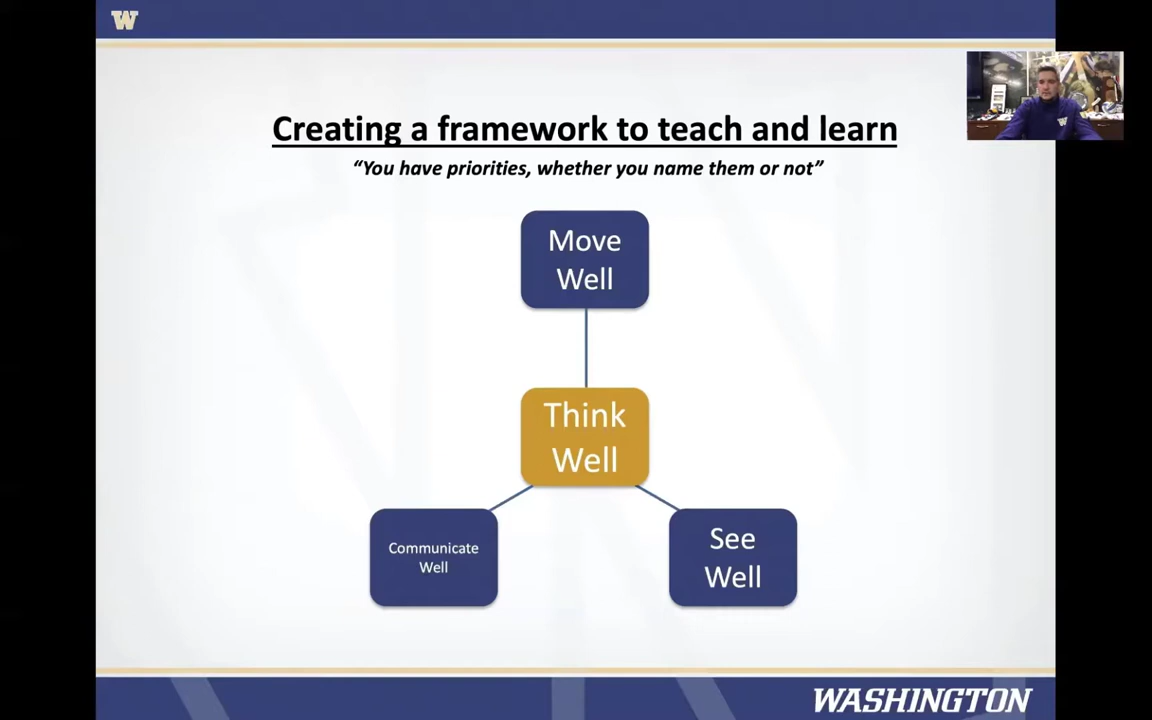 W
Creating a framework to teach and learn
“You have priorities, whether you name them or not”
Move
Well
Think
Well
Communicate
Well
See
Well
W
WASHINGTON